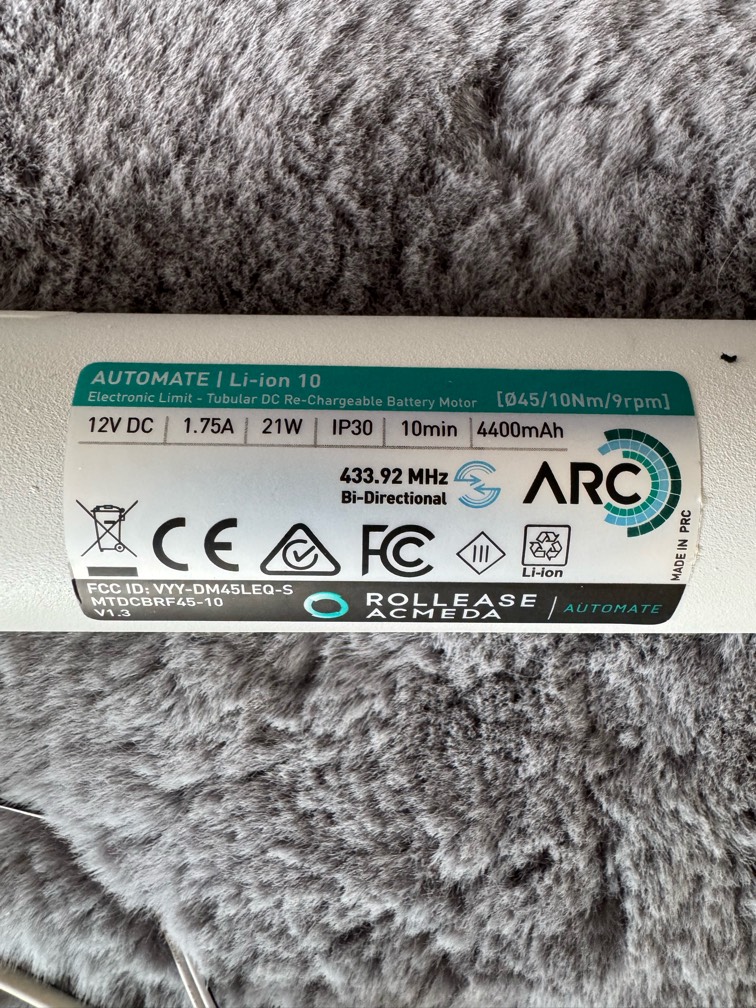 AUTOMATE | Li-ion 10
Electronic Limit - Tubular DC Re-Chargeable Battery Motor [Ø45/10Nm/9rpm]
12V DC | 1.75A | 21W | IP30 | 10min | 4400mAh
433.92 MHz
Bi-Directional
ARC
CE FC
Li-ion
MADE IN PRC
FCC ID: VYY-DM45LEQ-S
MTDCBRF45-10
V1.3
ROLLEASE
ACMEDA | AUTOMATE